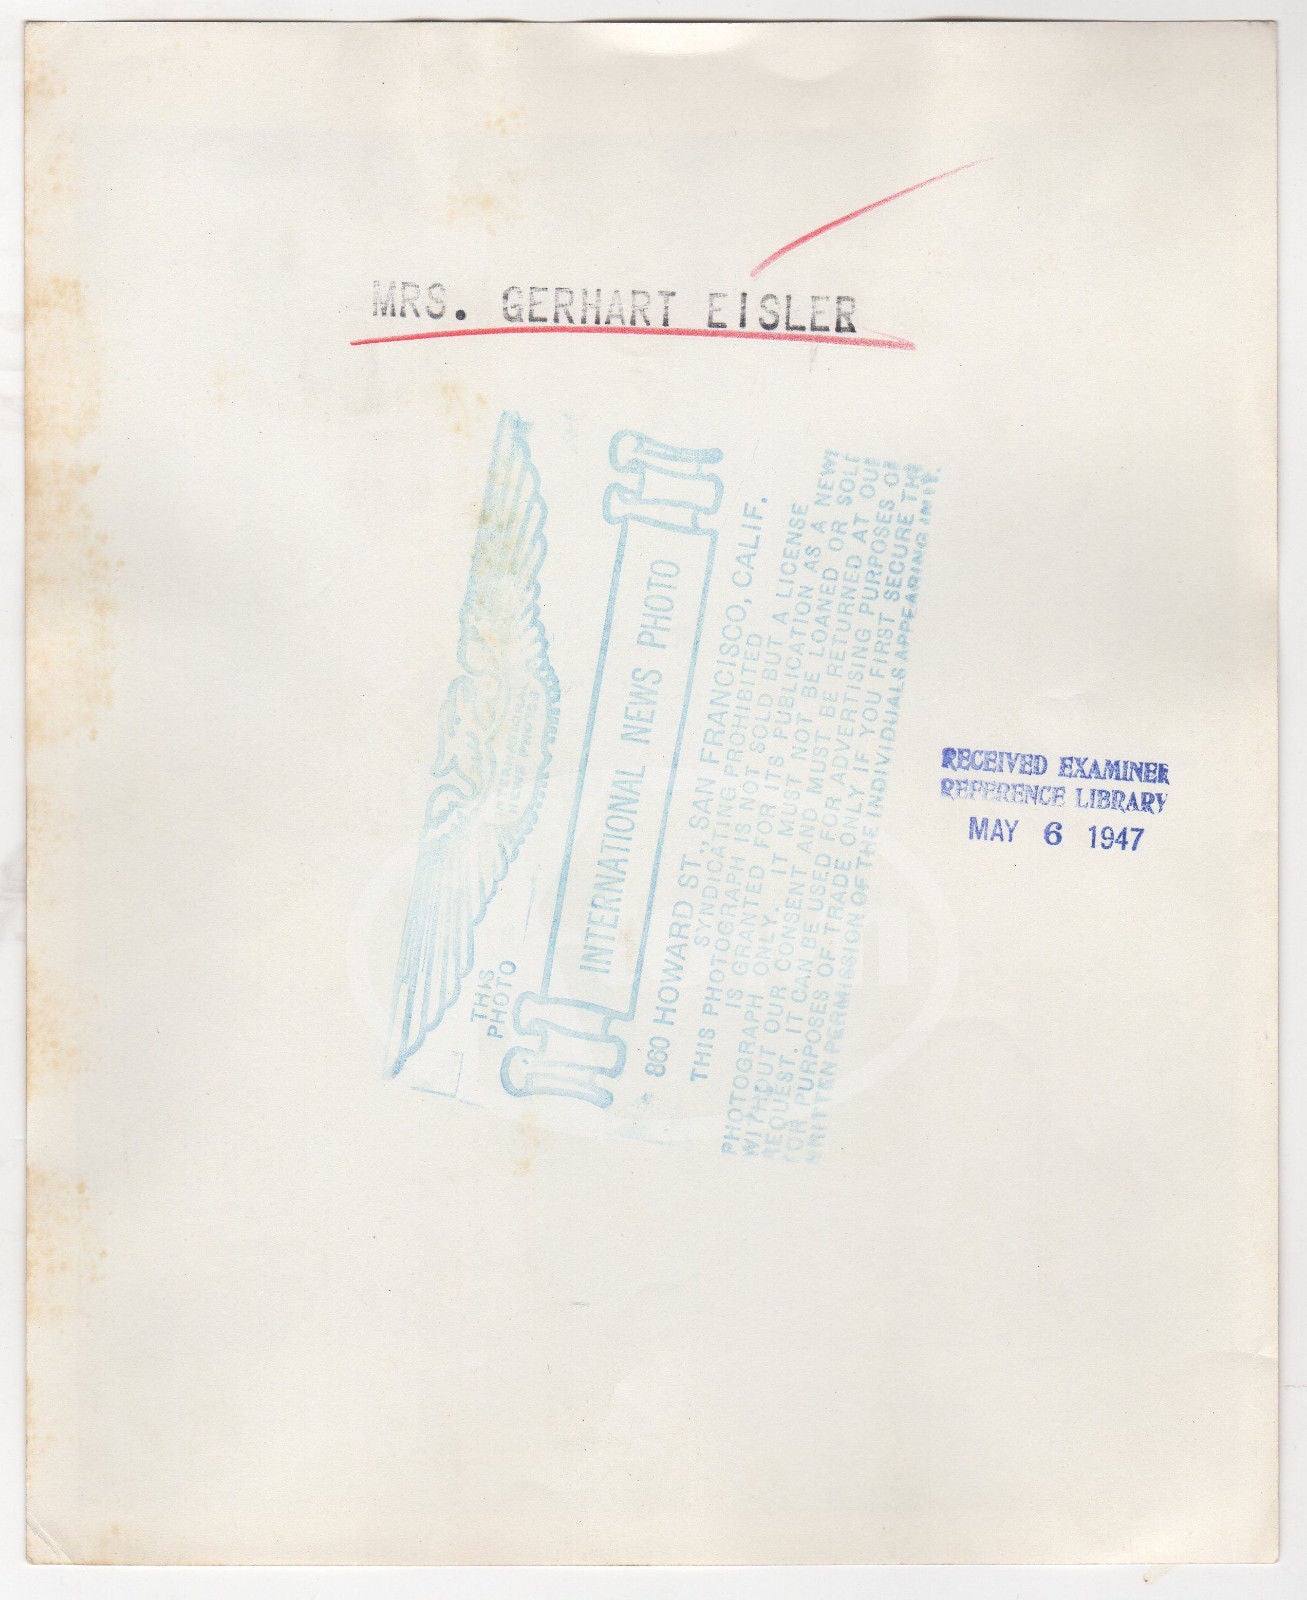 MRS. GERHART EISLER
THIS
PHOTO
INTERNATIONAL NEWS PHOTO
860 HOWARD ST., SAN FRANCISCO, CALIF.
SYNDICATING PROHIBITED
THIS PHOTOGRAPH IS NOT SOLD BUT A LICENSE
IS GRANTED FOR ITS PUBLICATION AS A NEWS
PHOTOGRAPH ONLY. IT MUST NOT BE LOANED OR SOLD
WITHOUT OUR CONSENT AND MUST BE RETURNED AT OUR
REQUEST. IT CAN BE USED FOR ADVERTISING PURPOSES OR
FOR PURPOSES OF TRADE ONLY IF YOU FIRST SECURE THE
WRITTEN PERMISSION OF THE INDIVIDUALS APPEARING IN IT.
RECEIVED EXAMINER
REFERENCE LIBRARY
MAY 6 1947